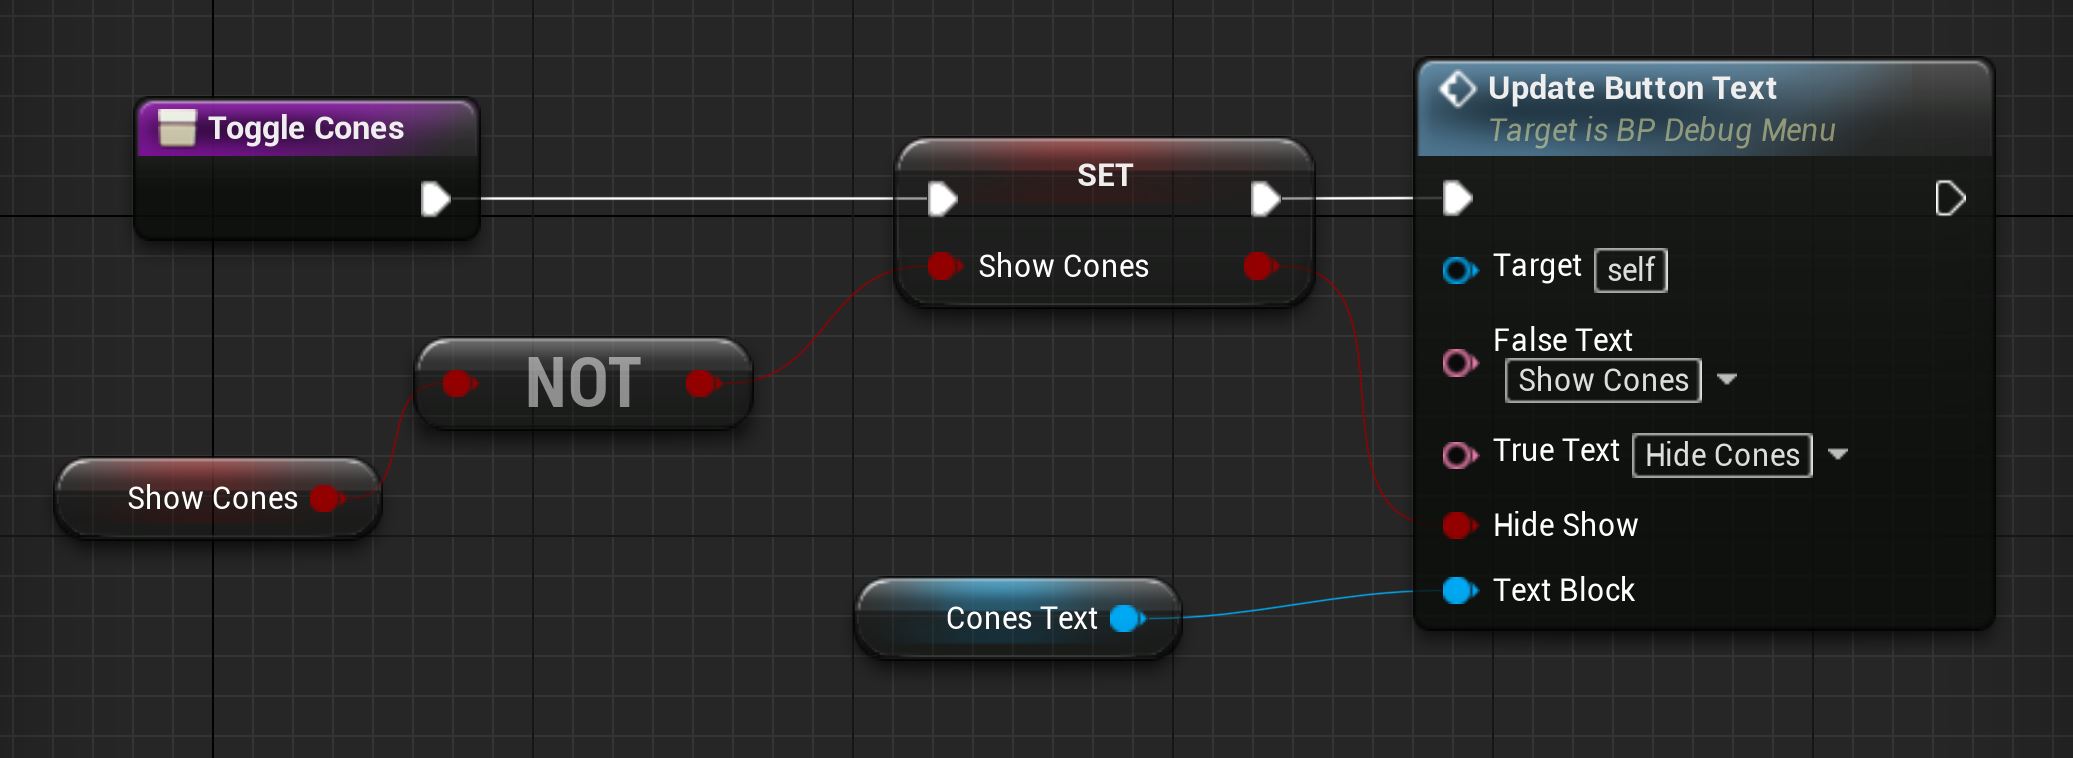 Toggle Cones
SET
Show Cones
NOT
Show Cones
Cones Text
Update Button Text
Target is BP Debug Menu
Target self
False Text
Show Cones
True Text Hide Cones
Hide Show
Text Block